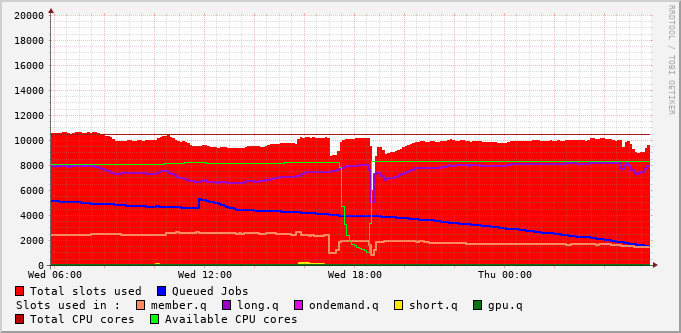 20000
18000
16000
14000
12000
10000
8000
6000
4000
2000
0
Wed 06:00 Wed 12:00 Wed 18:00 Thu 00:00
Total slots used Queued Jobs
Slots used in : member.q long.q ondemand.q short.q gpu.q
Total CPU cores Available CPU cores
RRDTOOL / TOBI OETIKER